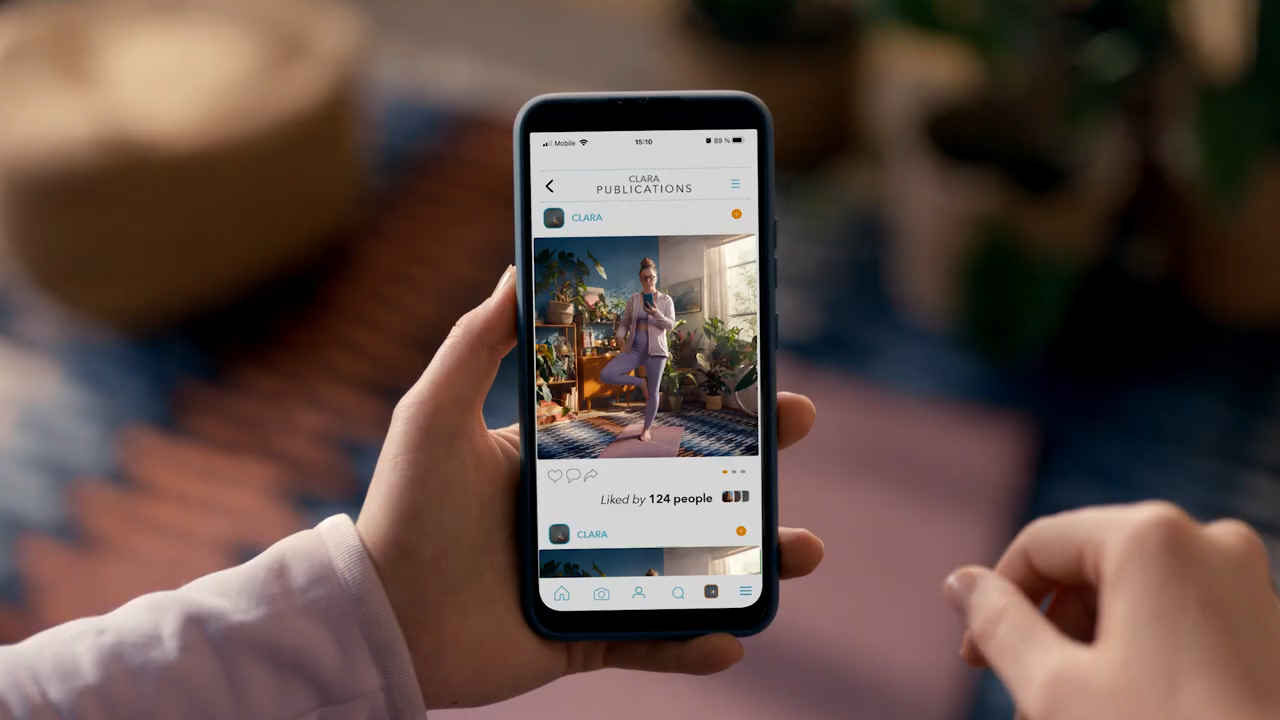 Mobile 15:10 89 %
CLARA
PUBLICATIONS
CLARA
Liked by 124 people
CLARA